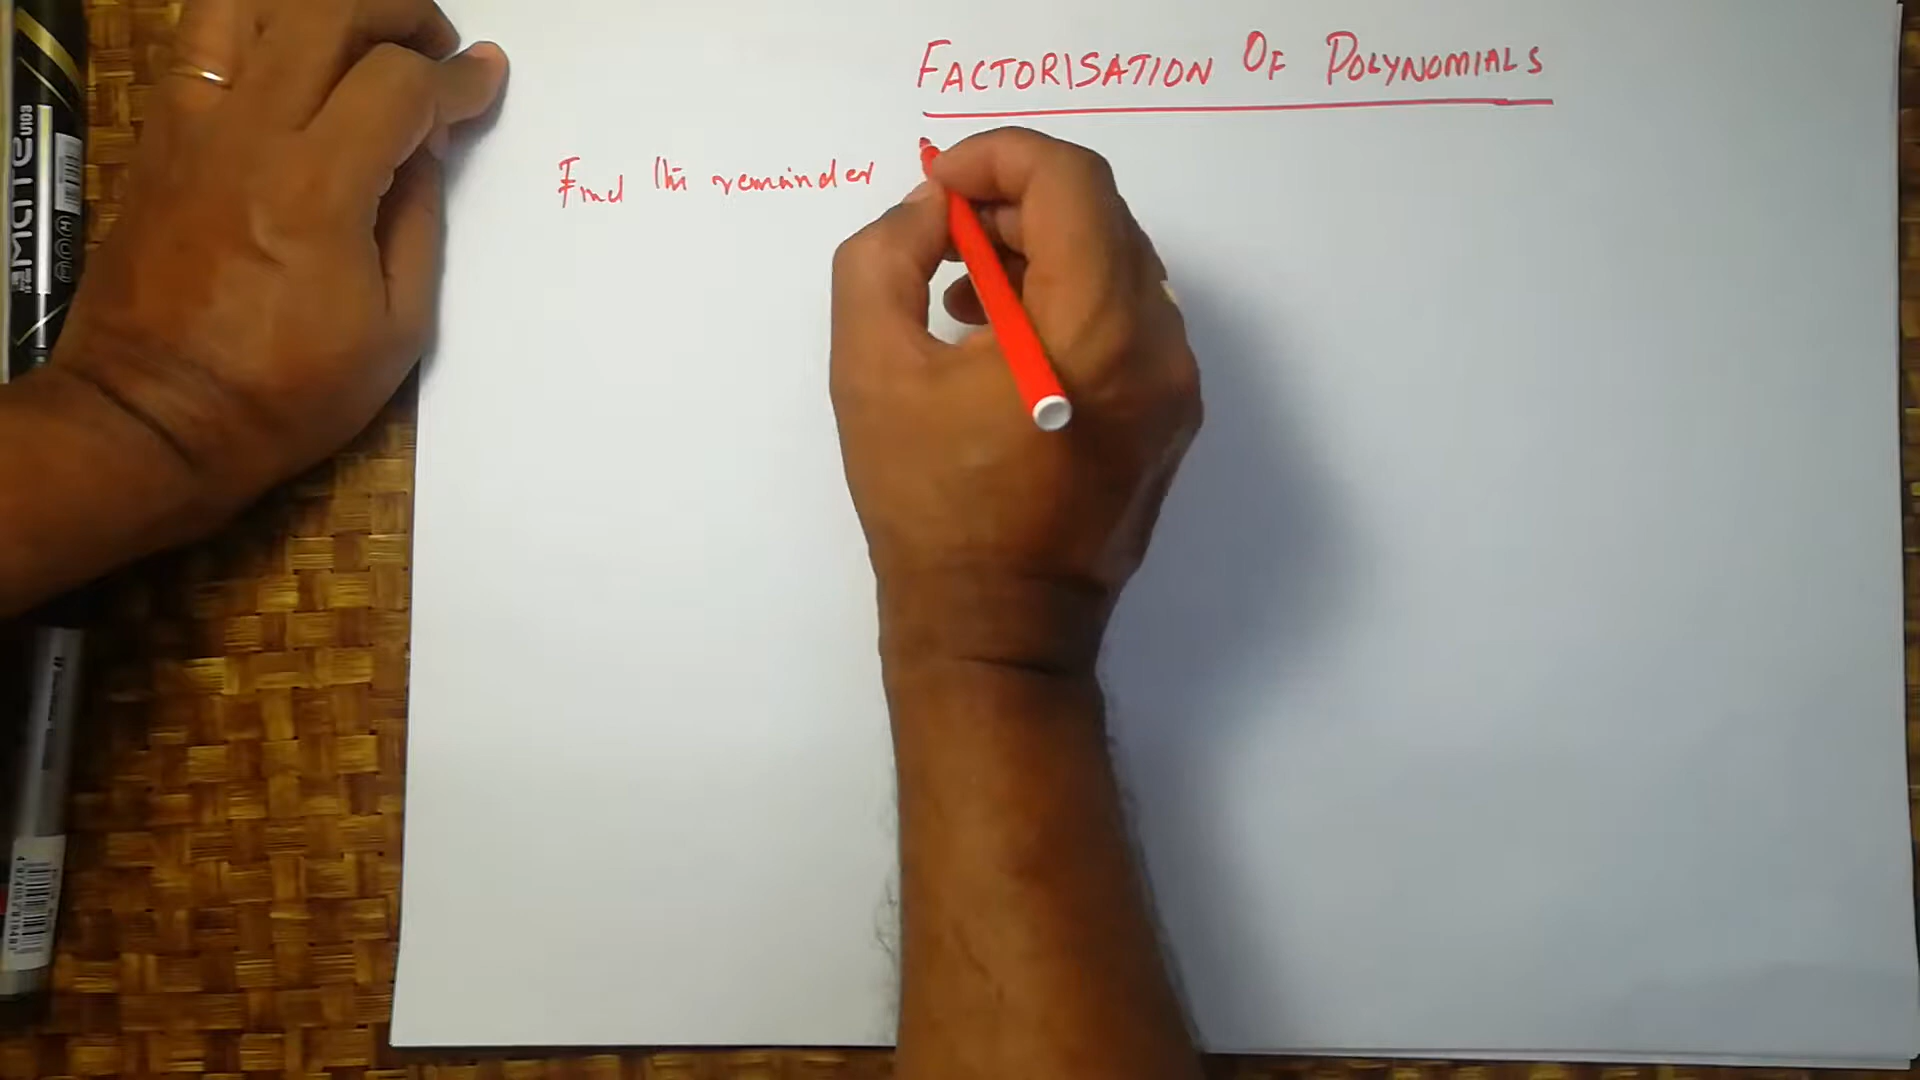 FACTORISATION OF POLYNOMIALS
Find the remainder